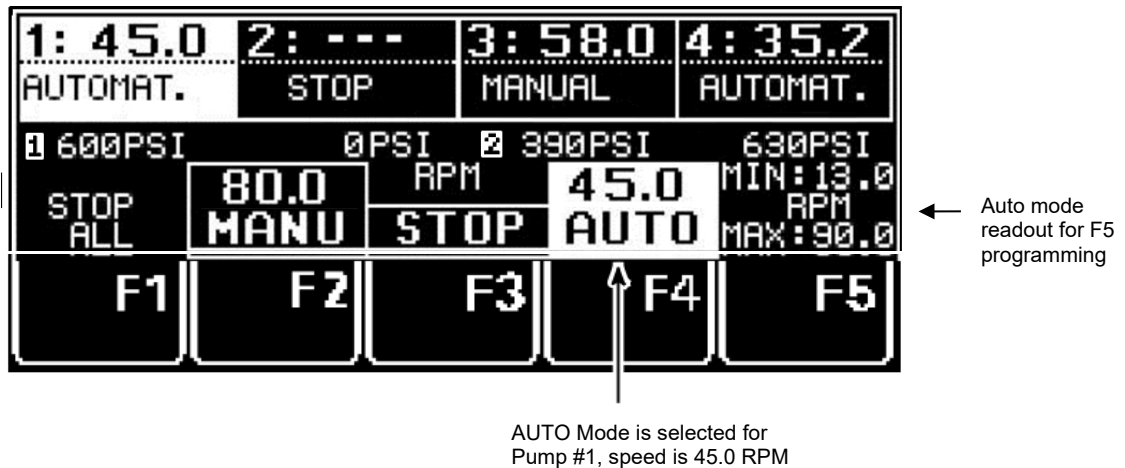 1: 45.0 2: --- 3: 58.0 4: 35.2
AUTOMAT. STOP MANUAL AUTOMAT.
1 600PSI 0PSI 2 390PSI 630PSI
STOP ALL
80.0 MANU
RPM
STOP
45.0 AUTO
MIN:13.0
RPM
MAX:90.0
F1 F2 F3 F4 F5
Auto mode
readout for F5
programming
AUTO Mode is selected for
Pump #1, speed is 45.0 RPM